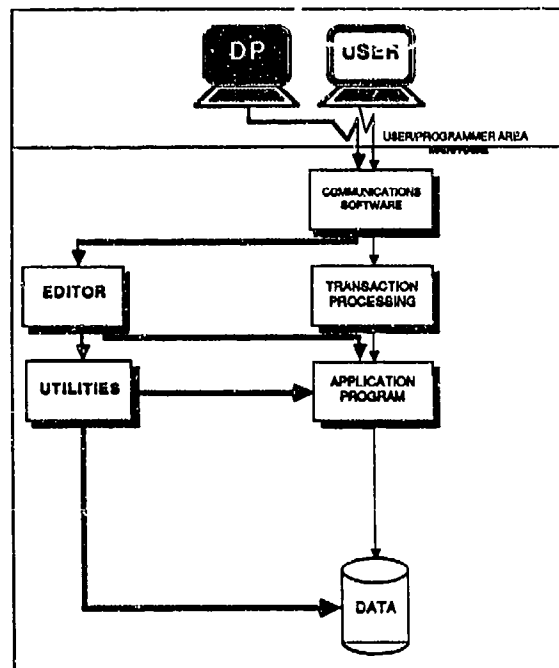 DP
USER
USER/PROGRAMMER AREA
COMMUNICATIONS
SOFTWARE
EDITOR
TRANSACTION
PROCESSING
UTILITIES
APPLICATION
PROGRAM
DATA